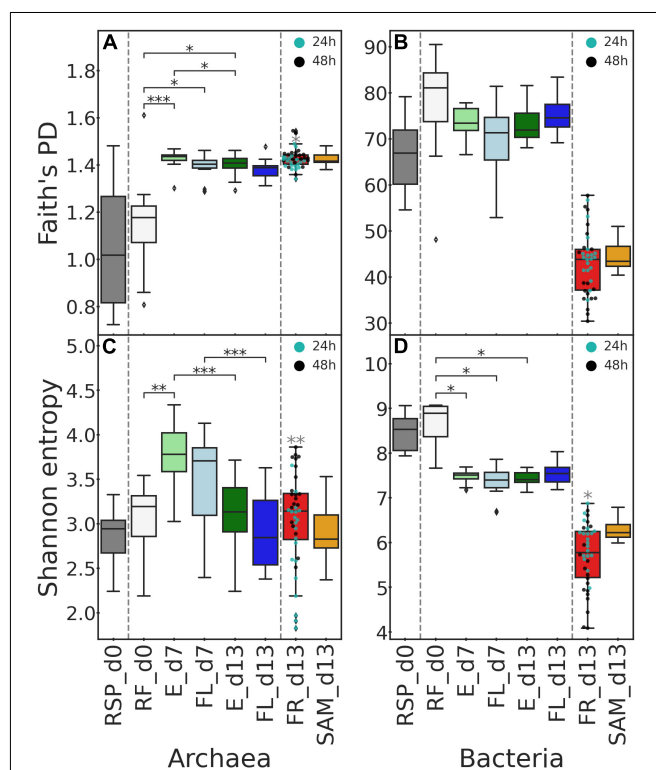 A
24h
48h
B
24h
48h
Faith's PD
1.8
1.6
1.4
1.2
1.0
0.8
90
80
70
60
50
40
30
*
*
*
***
*
C
24h
48h
D
24h
48h
Shannon entropy
5.0
4.5
4.0
3.5
3.0
2.5
2.0
10
9
8
7
6
5
4
***
***
**
**
*
*
*
*
RSP_d0
RF_d0
E_d7
FL_d7
E_d13
FL_d13
FR_d13
SAM_d13
RSP_d0
RF_d0
E_d7
FL_d7
E_d13
FL_d13
FR_d13
SAM_d13
Archaea
Bacteria